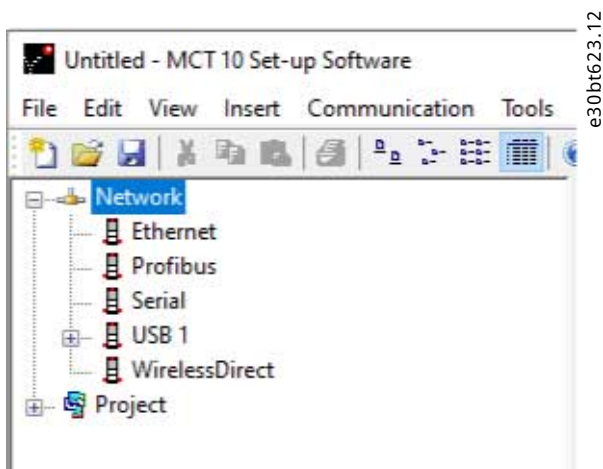 Untitled - MCT 10 Set-up Software
File Edit View Insert Communication Tools
Network
Ethernet
Profibus
Serial
USB 1
WirelessDirect
Project
e30bt623.12